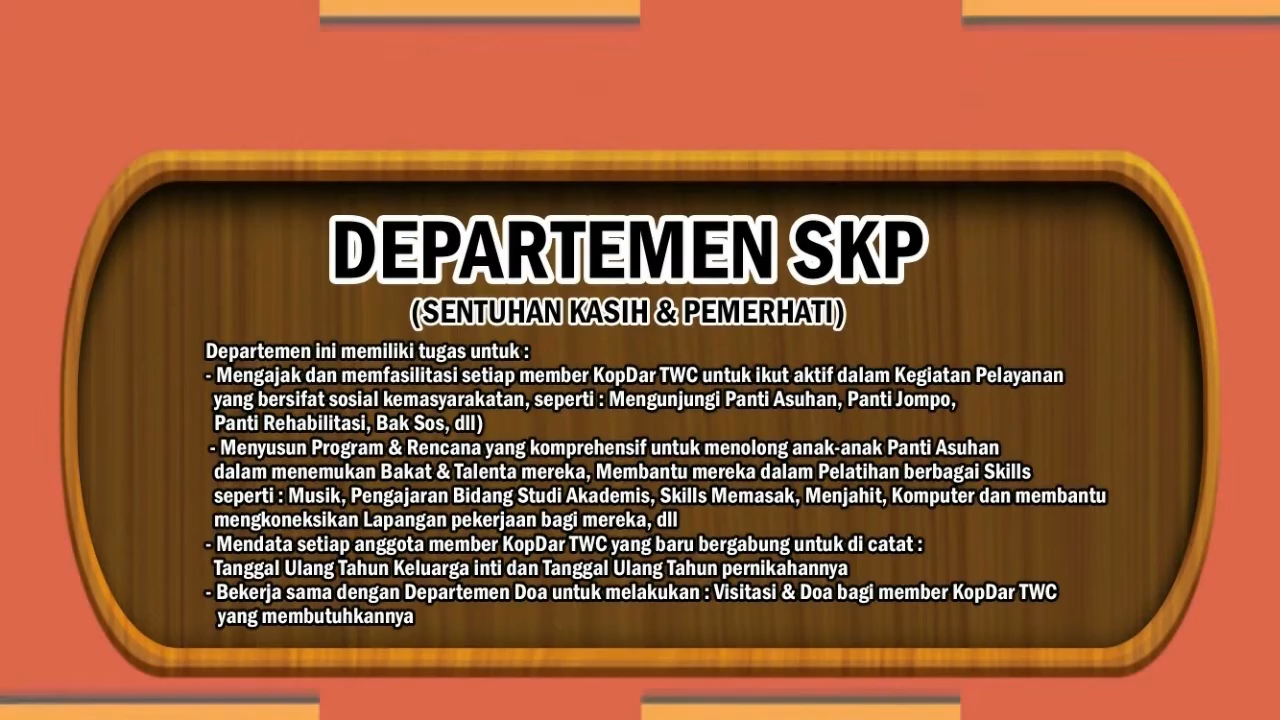 DEPARTEMEN SKP
(SENTUHAN KASIH & PEMERHATI)
Departemen ini memiliki tugas untuk :
- Mengajak dan memfasilitasi setiap member KopDar TWC untuk ikut aktif dalam Kegiatan Pelayanan
yang bersifat sosial kemasyarakatan, seperti : Mengunjungi Panti Asuhan, Panti Jompo,
Panti Rehabilitasi, Bak Sos, dll)
- Menyusun Program & Rencana yang komprehensif untuk menolong anak-anak Panti Asuhan
dalam menemukan Bakat & Talenta mereka, Membantu mereka dalam Pelatihan berbagai Skills
seperti : Musik, Pengajaran Bidang Studi Akademis, Skills Memasak, Menjahit, Komputer dan membantu
mengkoneksikan Lapangan pekerjaan bagi mereka, dll
- Mendata setiap anggota member KopDar TWC yang baru bergabung untuk di catat :
Tanggal Ulang Tahun Keluarga inti dan Tanggal Ulang Tahun pernikahannya
- Bekerja sama dengan Departemen Doa untuk melakukan : Visitasi & Doa bagi member KopDar TWC
yang membutuhkannya